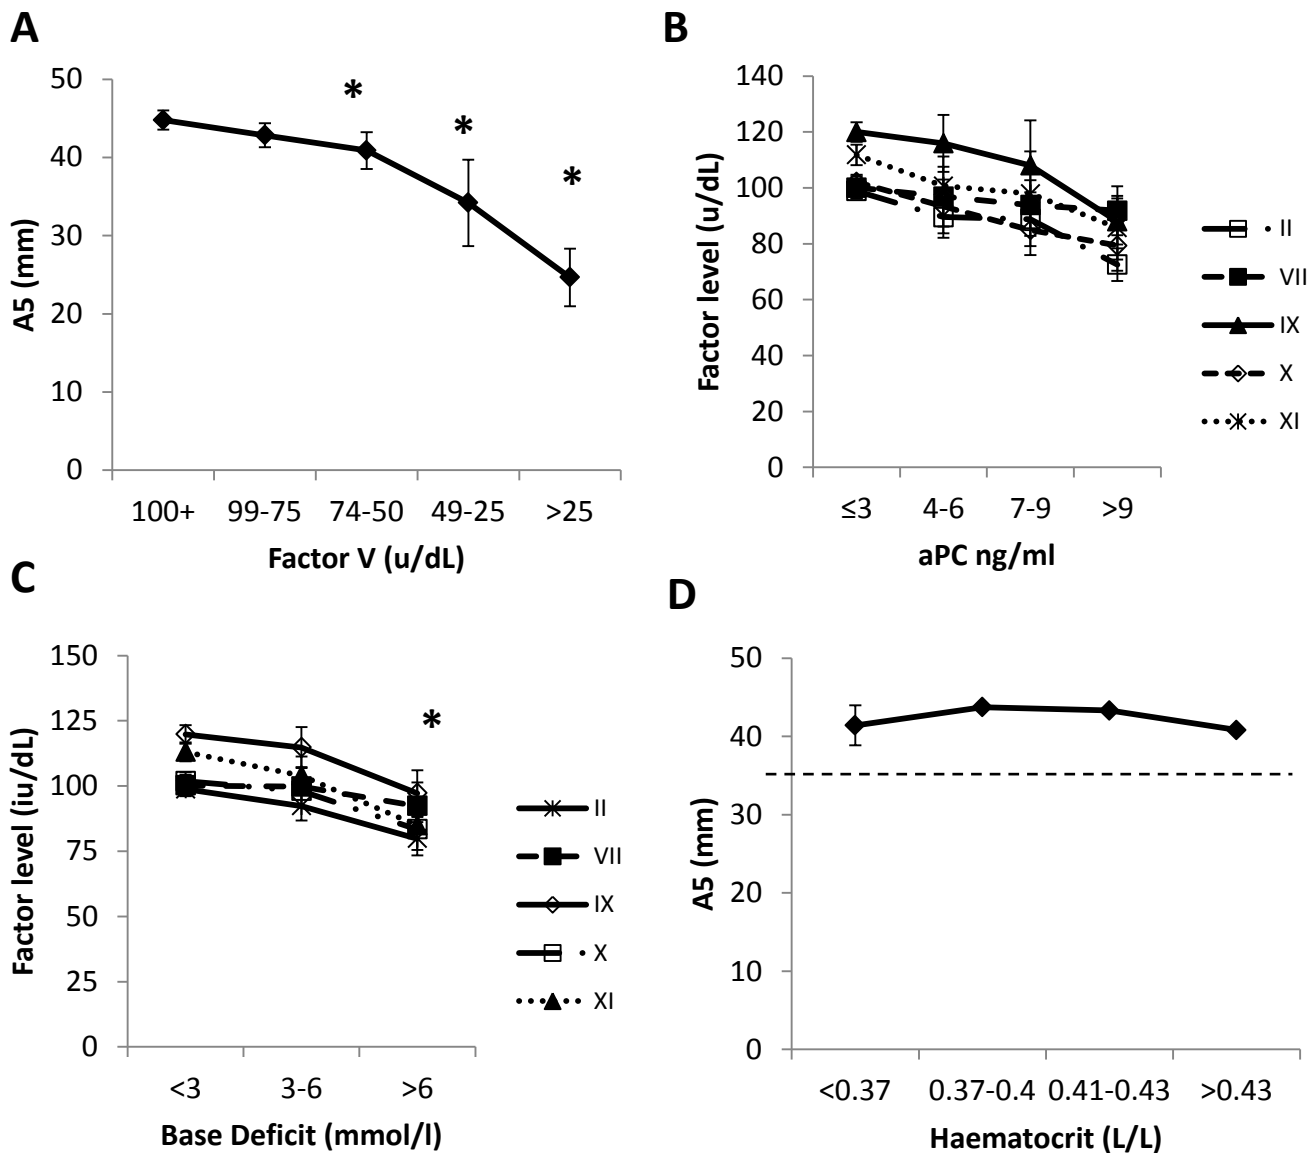 A
50
40
30
20
10
0
A5 (mm)
*
*
*
100+ 99-75 74-50 49-25 >25
Factor V (u/dL)
B
140
120
100
80
60
40
20
0
Factor level (u/dL)
≤3 4-6 7-9 >9
aPC ng/ml
II
VII
IX
X
XI
C
150
125
100
75
50
25
0
Factor level (iu/dL)
*
<3 3-6 >6
Base Deficit (mmol/l)
II
VII
IX
X
XI
D
50
40
30
20
10
0
A5 (mm)
<0.37 0.37-0.4 0.41-0.43 >0.43
Haematocrit (L/L)